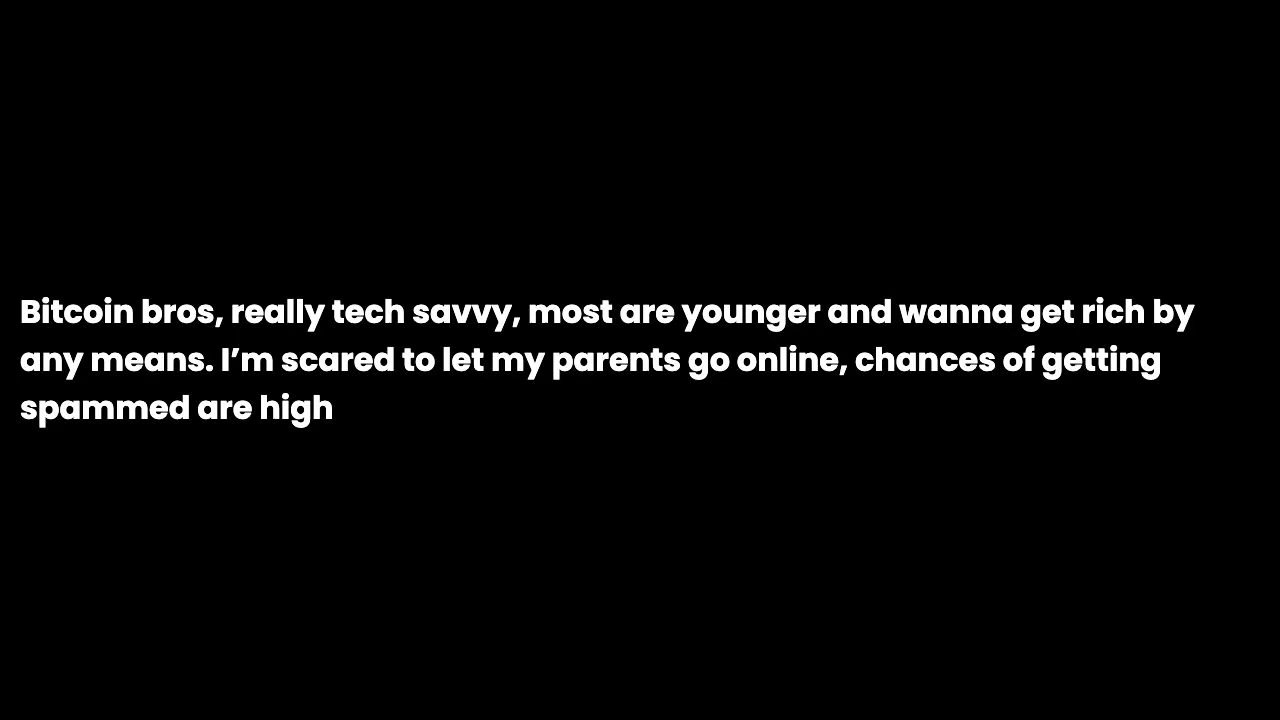 Bitcoin bros, really tech savvy, most are younger and wanna get rich by
any means. I’m scared to let my parents go online, chances of getting
spammed are high